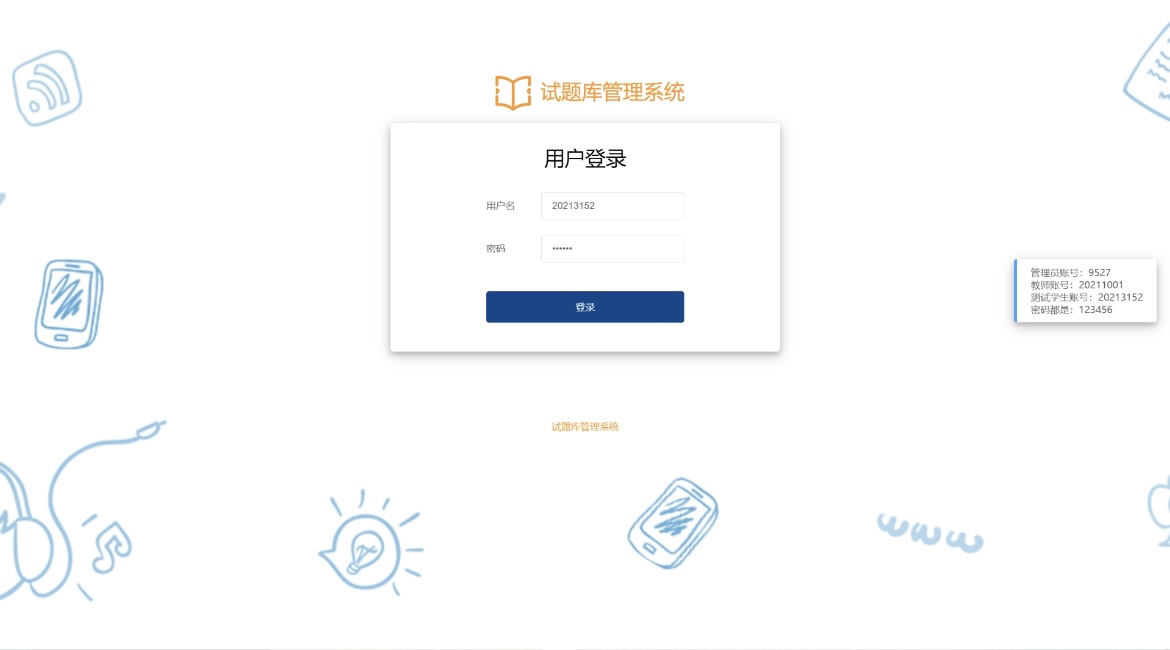 试题库管理系统
用户登录
用户名 20213152
密码 ••••••
登录
管理员账号：9527
教师账号：20211001
测试学生账号：20213152
密码都是：123456
试题库管理系统
www